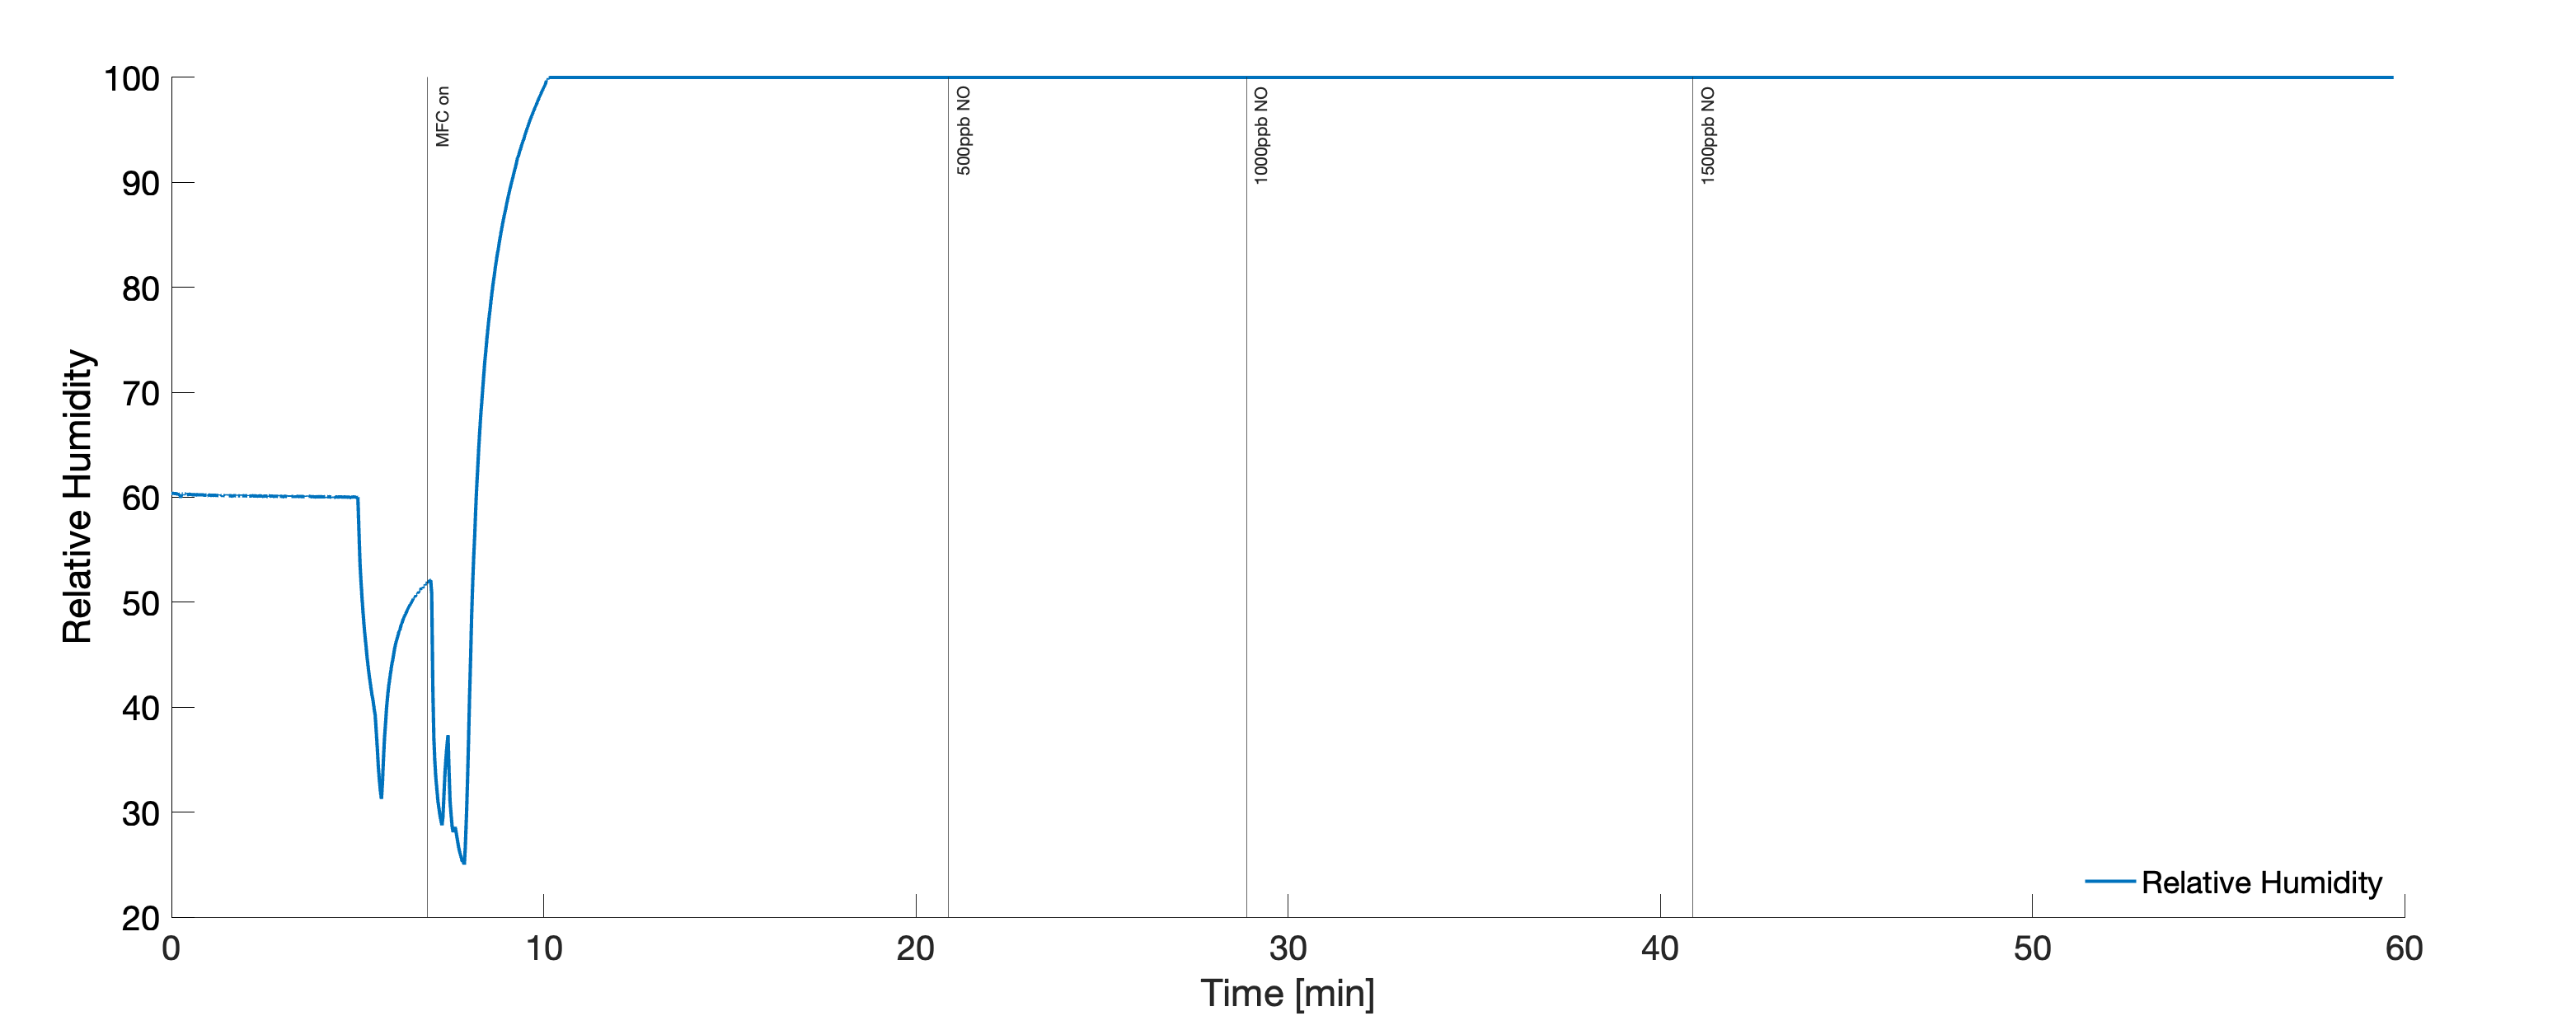 100
90
80
70
60
50
40
30
20
Relative Humidity
MFC on
500ppb NO
1000ppb NO
1500ppb NO
Relative Humidity
0 10 20 30 40 50 60
Time [min]